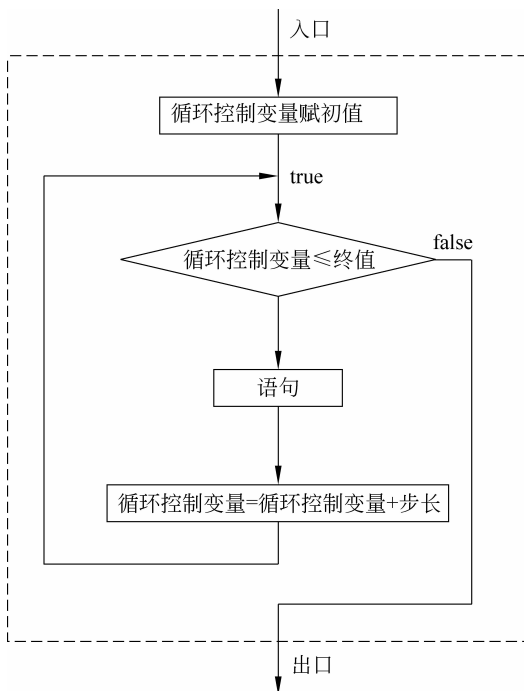 入口
循环控制变量赋初值
true
false
循环控制变量≤终值
语句
循环控制变量=循环控制变量+步长
出口